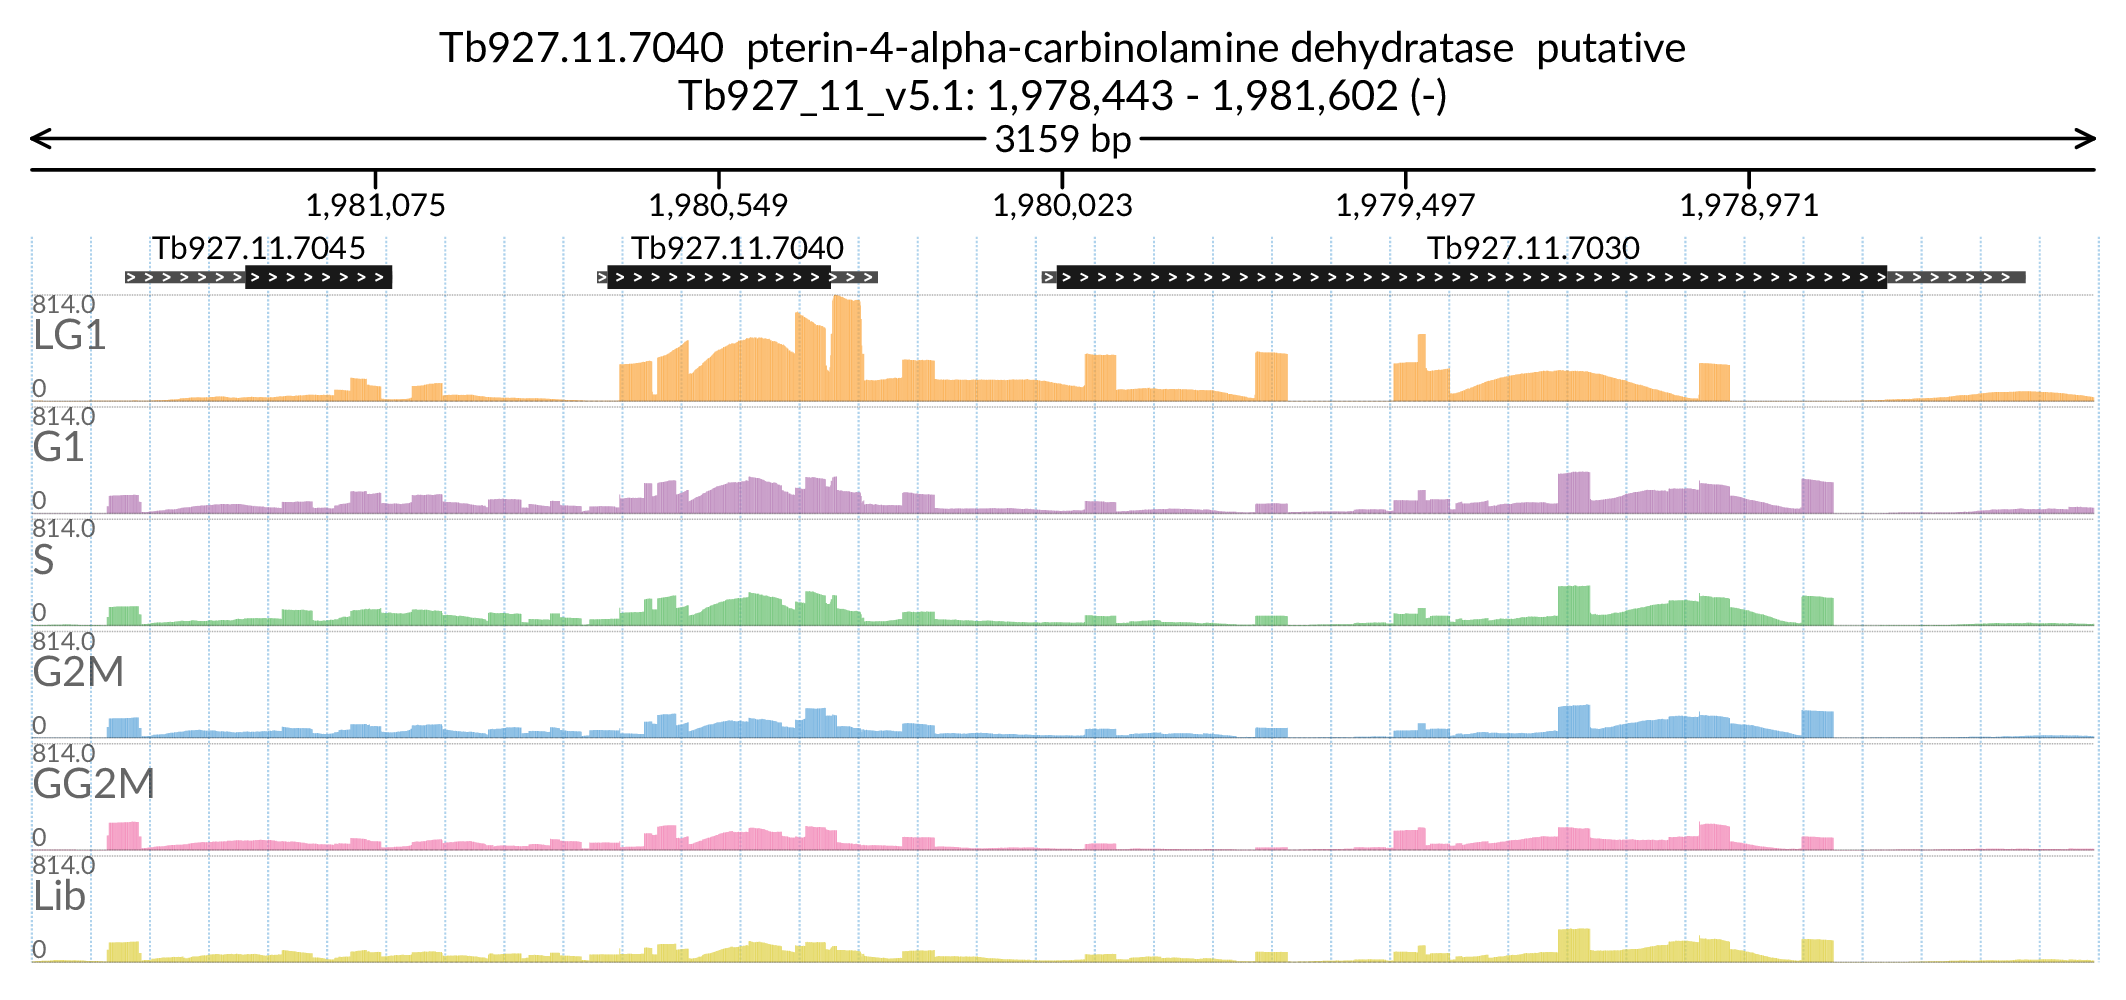 Tb927.11.7040  pterin-4-alpha-carbinolamine dehydratase  putative
Tb927_11_v5.1: 1,978,443 - 1,981,602 (-)
3159 bp
1,981,075 1,980,549 1,980,023 1,979,497 1,978,971
Tb927.11.7045 Tb927.11.7040 Tb927.11.7030
814.0
LG1
0
814.0
G1
0
814.0
S
0
814.0
G2M
0
814.0
GG2M
0
814.0
Lib
0